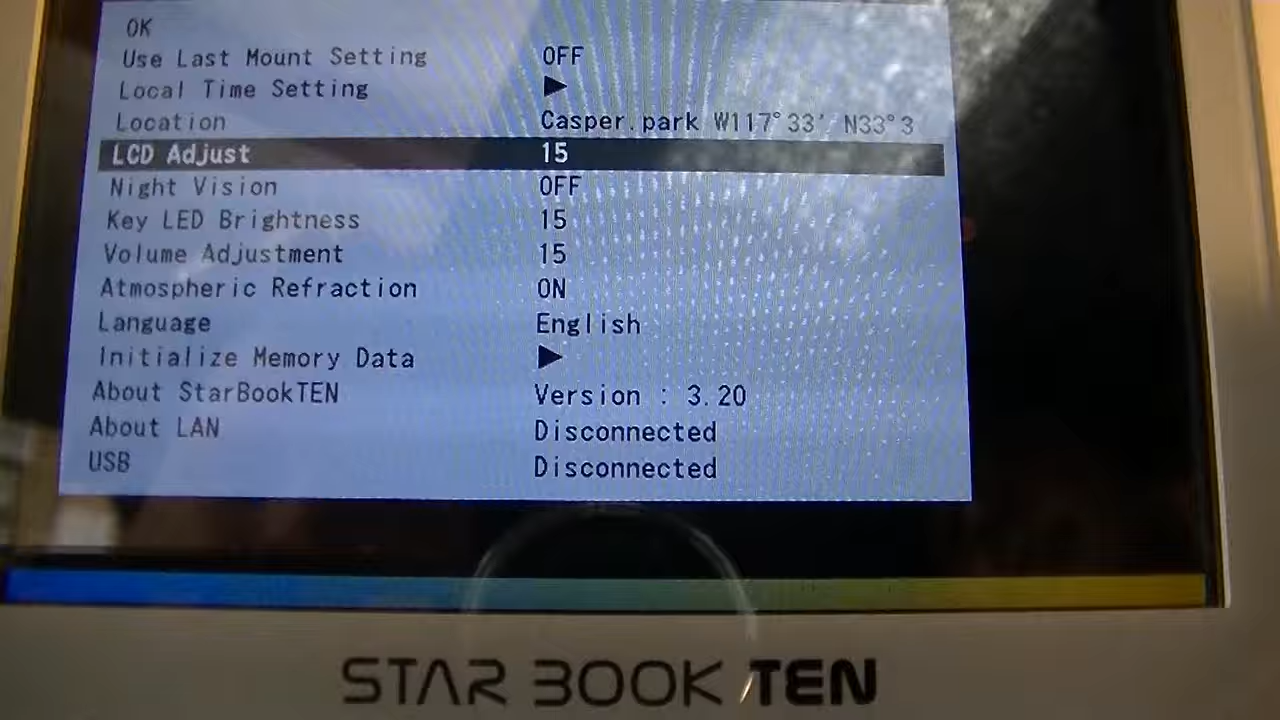 OK
Use Last Mount Setting OFF
Local Time Setting ▶
Location Casper.park W117°33′ N33°3
LCD Adjust 15
Night Vision OFF
Key LED Brightness 15
Volume Adjustment 15
Atmospheric Refraction ON
Language English
Initialize Memory Data ▶
About StarBookTEN Version : 3.20
About LAN Disconnected
USB Disconnected
STAR BOOK TEN